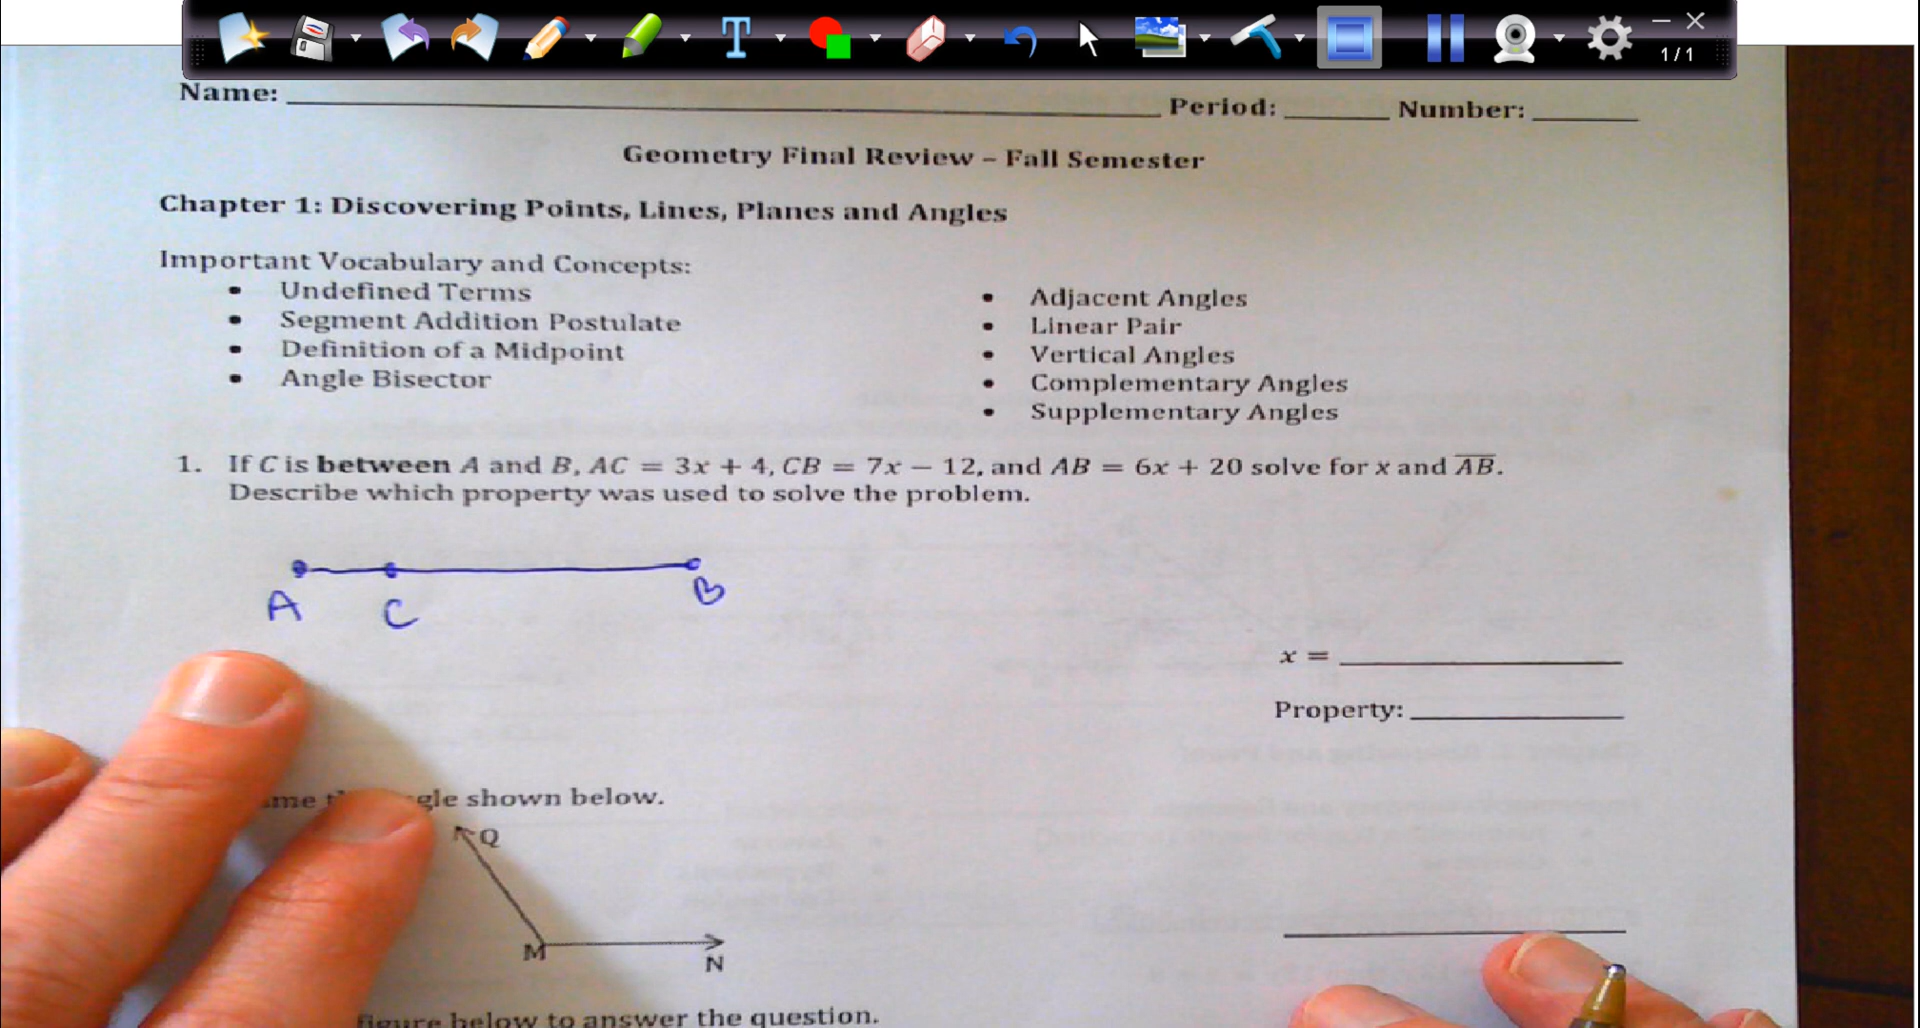 1/1
Name: Period: Number:
Geometry Final Review – Fall Semester
Chapter 1: Discovering Points, Lines, Planes and Angles
Important Vocabulary and Concepts:
• Undefined Terms
• Segment Addition Postulate
• Definition of a Midpoint
• Angle Bisector
• Adjacent Angles
• Linear Pair
• Vertical Angles
• Complementary Angles
• Supplementary Angles
1. If C is between A and B, AC = 3x + 4, CB = 7x − 12, and AB = 6x + 20 solve for x and A̅B̅.
Describe which property was used to solve the problem.
A C B
x =
Property:
shown below.
Q
M
N
figure below to answer the question.